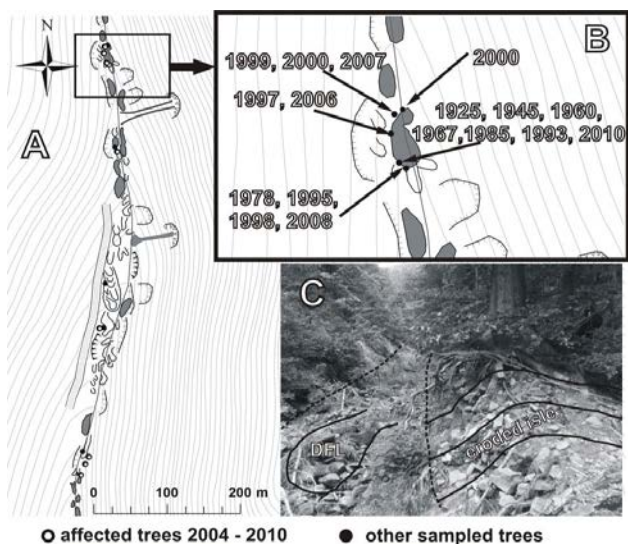 N
A
B
1999, 2000, 2007
2000
1997, 2006
1925, 1945, 1960,
1967,1985, 1993, 2010
1978, 1995,
1998, 2008
C
DFL
eroded isle
0 100 200 m
affected trees 2004 - 2010
other sampled trees